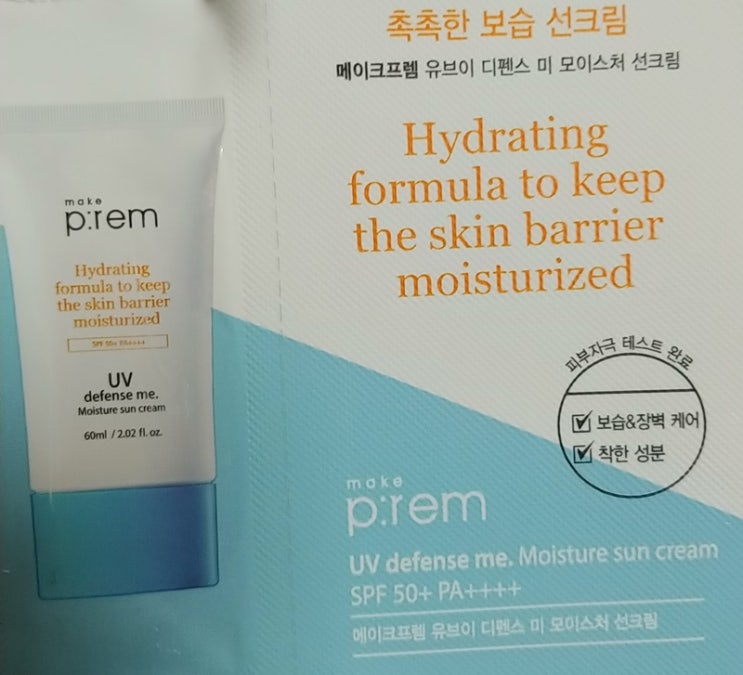 make
p:rem
Hydrating
formula to keep
the skin barrier
moisturized
SPF 50+ PA++++
UV
defense me.
Moisture sun cream
60ml / 2.02 fl. oz.
촉촉한 보습 선크림
메이크프렘 유브이 디펜스 미 모이스처 선크림
Hydrating
formula to keep
the skin barrier
moisturized
피부자극 테스트 완료
보습&장벽 케어
착한 성분
make
p:rem
UV defense me. Moisture sun cream
SPF 50+ PA++++
메이크프렘 유브이 디펜스 미 모이스처 선크림